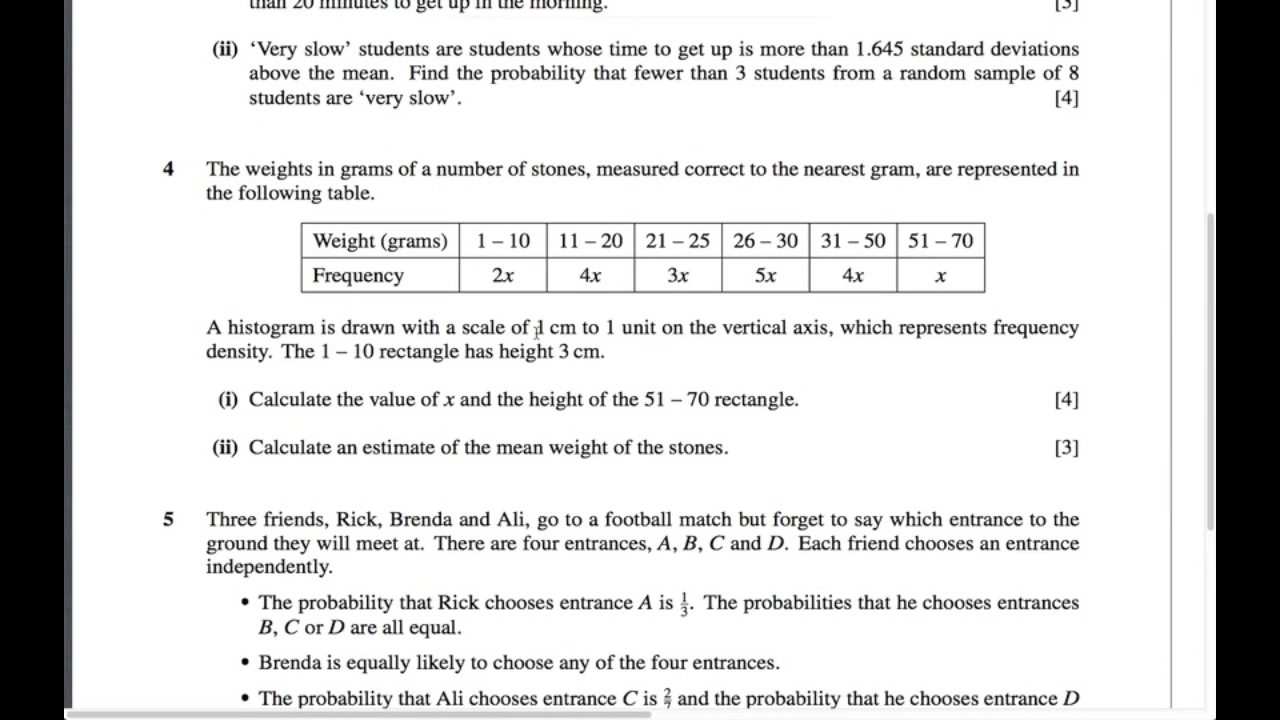 than 20 minutes to get up in the morning. [3]
(ii) ‘Very slow’ students are students whose time to get up is more than 1.645 standard deviations
above the mean. Find the probability that fewer than 3 students from a random sample of 8
students are ‘very slow’. [4]
4 The weights in grams of a number of stones, measured correct to the nearest gram, are represented in
the following table.
Weight (grams) 1 – 10 11 – 20 21 – 25 26 – 30 31 – 50 51 – 70
Frequency 2x 4x 3x 5x 4x x
A histogram is drawn with a scale of 1 cm to 1 unit on the vertical axis, which represents frequency
density. The 1 – 10 rectangle has height 3 cm.
(i) Calculate the value of x and the height of the 51 – 70 rectangle. [4]
(ii) Calculate an estimate of the mean weight of the stones. [3]
5 Three friends, Rick, Brenda and Ali, go to a football match but forget to say which entrance to the
ground they will meet at. There are four entrances, A, B, C and D. Each friend chooses an entrance
independently.
• The probability that Rick chooses entrance A is 1/3. The probabilities that he chooses entrances
B, C or D are all equal.
• Brenda is equally likely to choose any of the four entrances.
• The probability that Ali chooses entrance C is 2/7 and the probability that he chooses entrance D